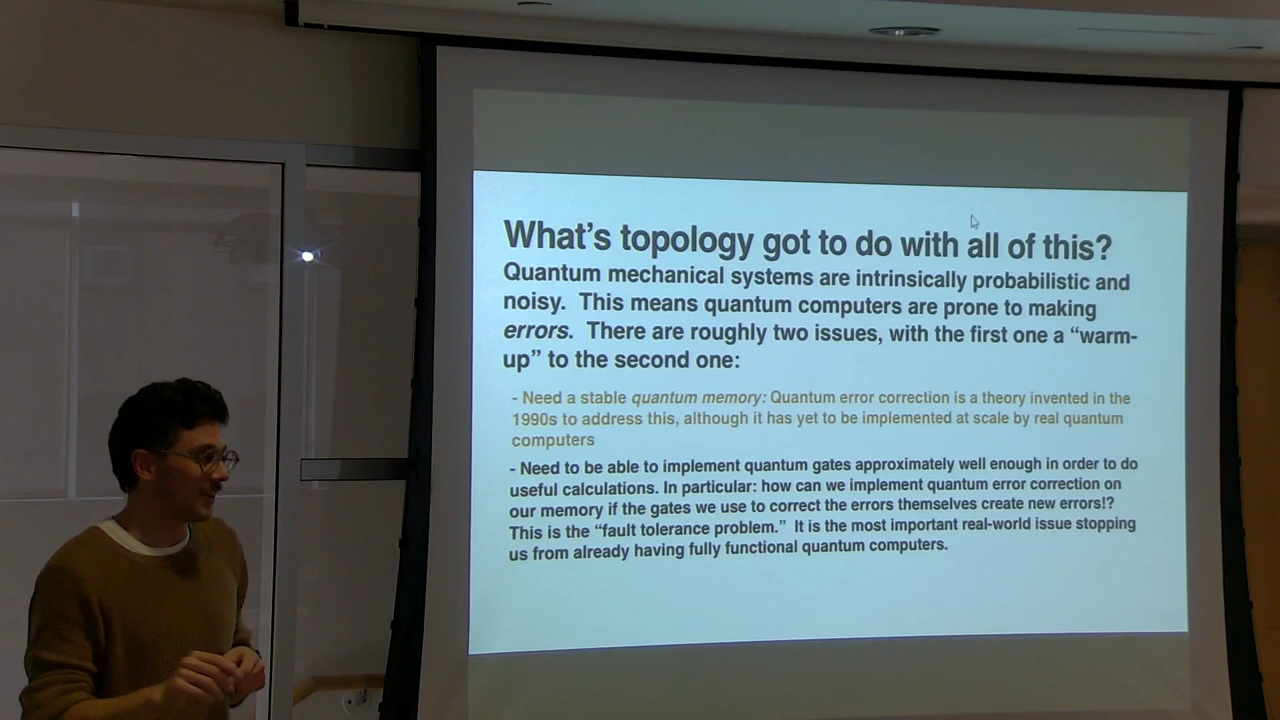 What's topology got to do with all of this?
Quantum mechanical systems are intrinsically probabilistic and
noisy.  This means quantum computers are prone to making
errors.  There are roughly two issues, with the first one a “warm-
up” to the second one:
- Need a stable quantum memory: Quantum error correction is a theory invented in the
1990s to address this, although it has yet to be implemented at scale by real quantum
computers
- Need to be able to implement quantum gates approximately well enough in order to do
useful calculations. In particular: how can we implement quantum error correction on
our memory if the gates we use to correct the errors themselves create new errors!?
This is the “fault tolerance problem.”  It is the most important real-world issue stopping
us from already having fully functional quantum computers.